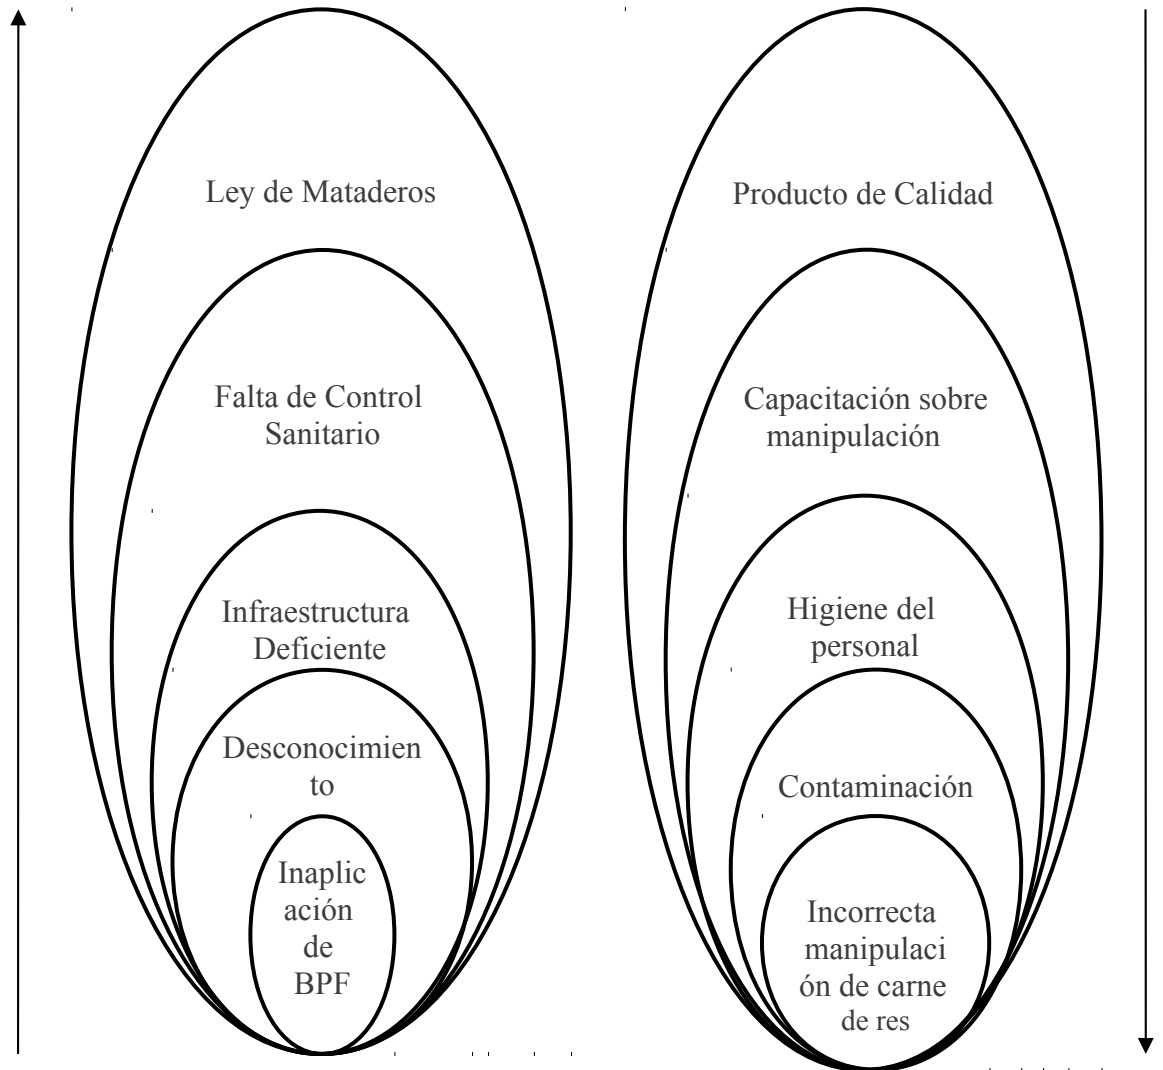 Ley de Mataderos
Falta de Control
Sanitario
Infraestructura
Deficiente
Desconocimien
to
Inaplic
ación
de
BPF
Producto de Calidad
Capacitación sobre
manipulación
Higiene del
personal
Contaminación
Incorrecta
manipulaci
ón de carne
de res